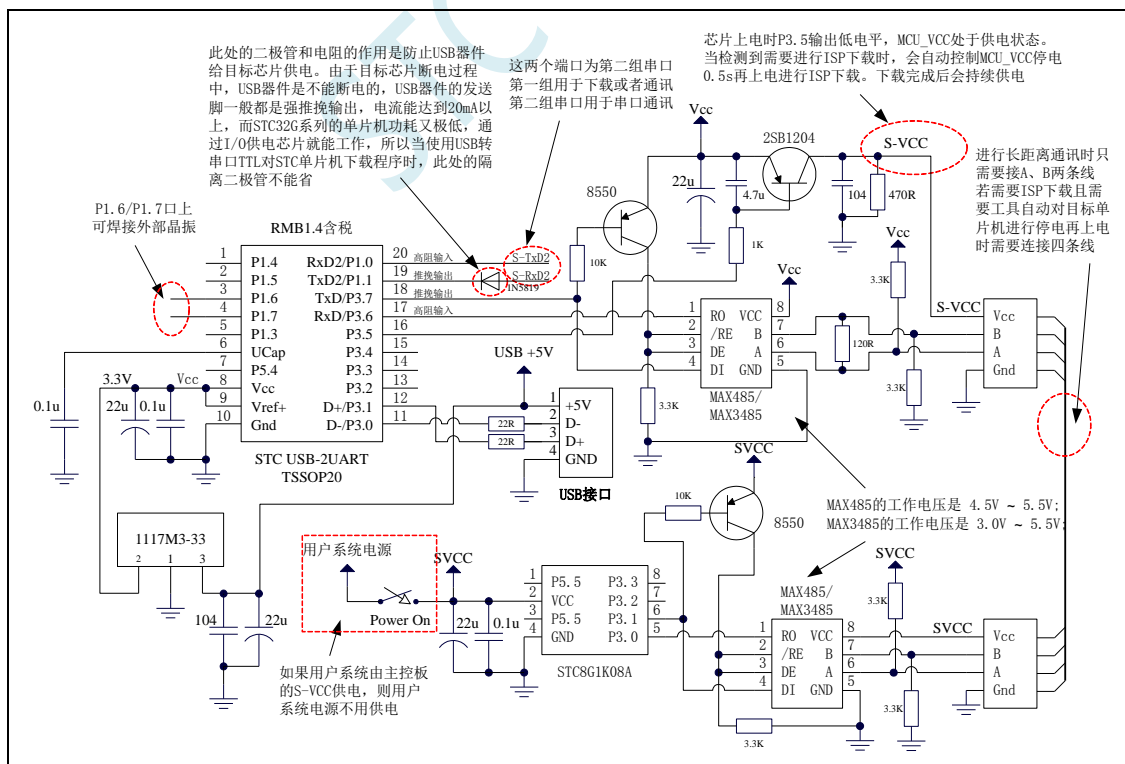 此处的二极管和电阻的作用是防止USB器件
给目标芯片供电。由于目标芯片断电过程
中，USB器件是不能断电的，USB器件的发送
脚一般都是强推挽输出，电流能达到20mA以
上，而STC32G系列的单片机功耗又极低，通
过I/O供电芯片就能工作，所以当使用USB转
串口TTL对STC单片机下载程序时，此处的隔
离二极管不能省
这两个端口为第二组串口
第一组用于下载或者通讯
第二组串口用于串口通讯
芯片上电时P3.5输出低电平，MCU_VCC处于供电状态。
当检测到需要进行ISP下载时，会自动控制MCU_VCC停电
0.5s再上电进行ISP下载。下载完成后会持续供电
进行长距离通讯时只
需要接A、B两条线
若需要ISP下载且需
要工具自动对目标单
片机进行停电再上电
时需要连接四条线
P1.6/P1.7口上
可焊接外部晶振
RMB1.4含税
1 P1.4 RxD2/P1.0 20 高阻输入 S-TxD2
2 P1.5 TxD2/P1.1 19 推挽输出 S-RxD2
1N5819
3 P1.6 TxD/P3.7 18 推挽输出
4 P1.7 RxD/P3.6 17 高阻输入
5 P1.3 P3.5 16
6 UCap P3.4 15
7 P5.4 P3.3 14
8 Vcc P3.2 13
9 Vref+ D+/P3.1 12
10 Gnd D-/P3.0 11
STC USB-2UART
TSSOP20
3.3V
Vcc
0.1u
22u
0.1u
Vcc
2SB1204
S-VCC
8550
22u
4.7u
104
470R
10K
1K
Vcc
3.3K
Vcc
1 RO VCC 8
2 /RE B 7
3 DE A 6
4 DI GND 5
MAX485/
MAX3485
120R
3.3K
3.3K
S-VCC
Vcc
B
A
Gnd
USB +5V
22R
22R
1 +5V
2 D-
3 D+
4 GND
USB接口
SVCC
10K
8550
MAX485的工作电压是 4.5V ~ 5.5V;
MAX3485的工作电压是 3.0V ~ 5.5V;
1117M3-33
2 1 3
104
22u
用户系统电源
Power On
SVCC
22u
0.1u
如果用户系统由主控板
的S-VCC供电，则用户
系统电源不用供电
1 P5.5 P3.3 8
2 VCC P3.2 7
3 P5.5 P3.1 6
4 GND P3.0 5
STC8G1K08A
MAX485/
MAX3485
1 RO VCC 8
2 /RE B 7
3 DE A 6
4 DI GND 5
3.3K
SVCC
3.3K
3.3K
SVCC
Vcc
B
A
Gnd
STC